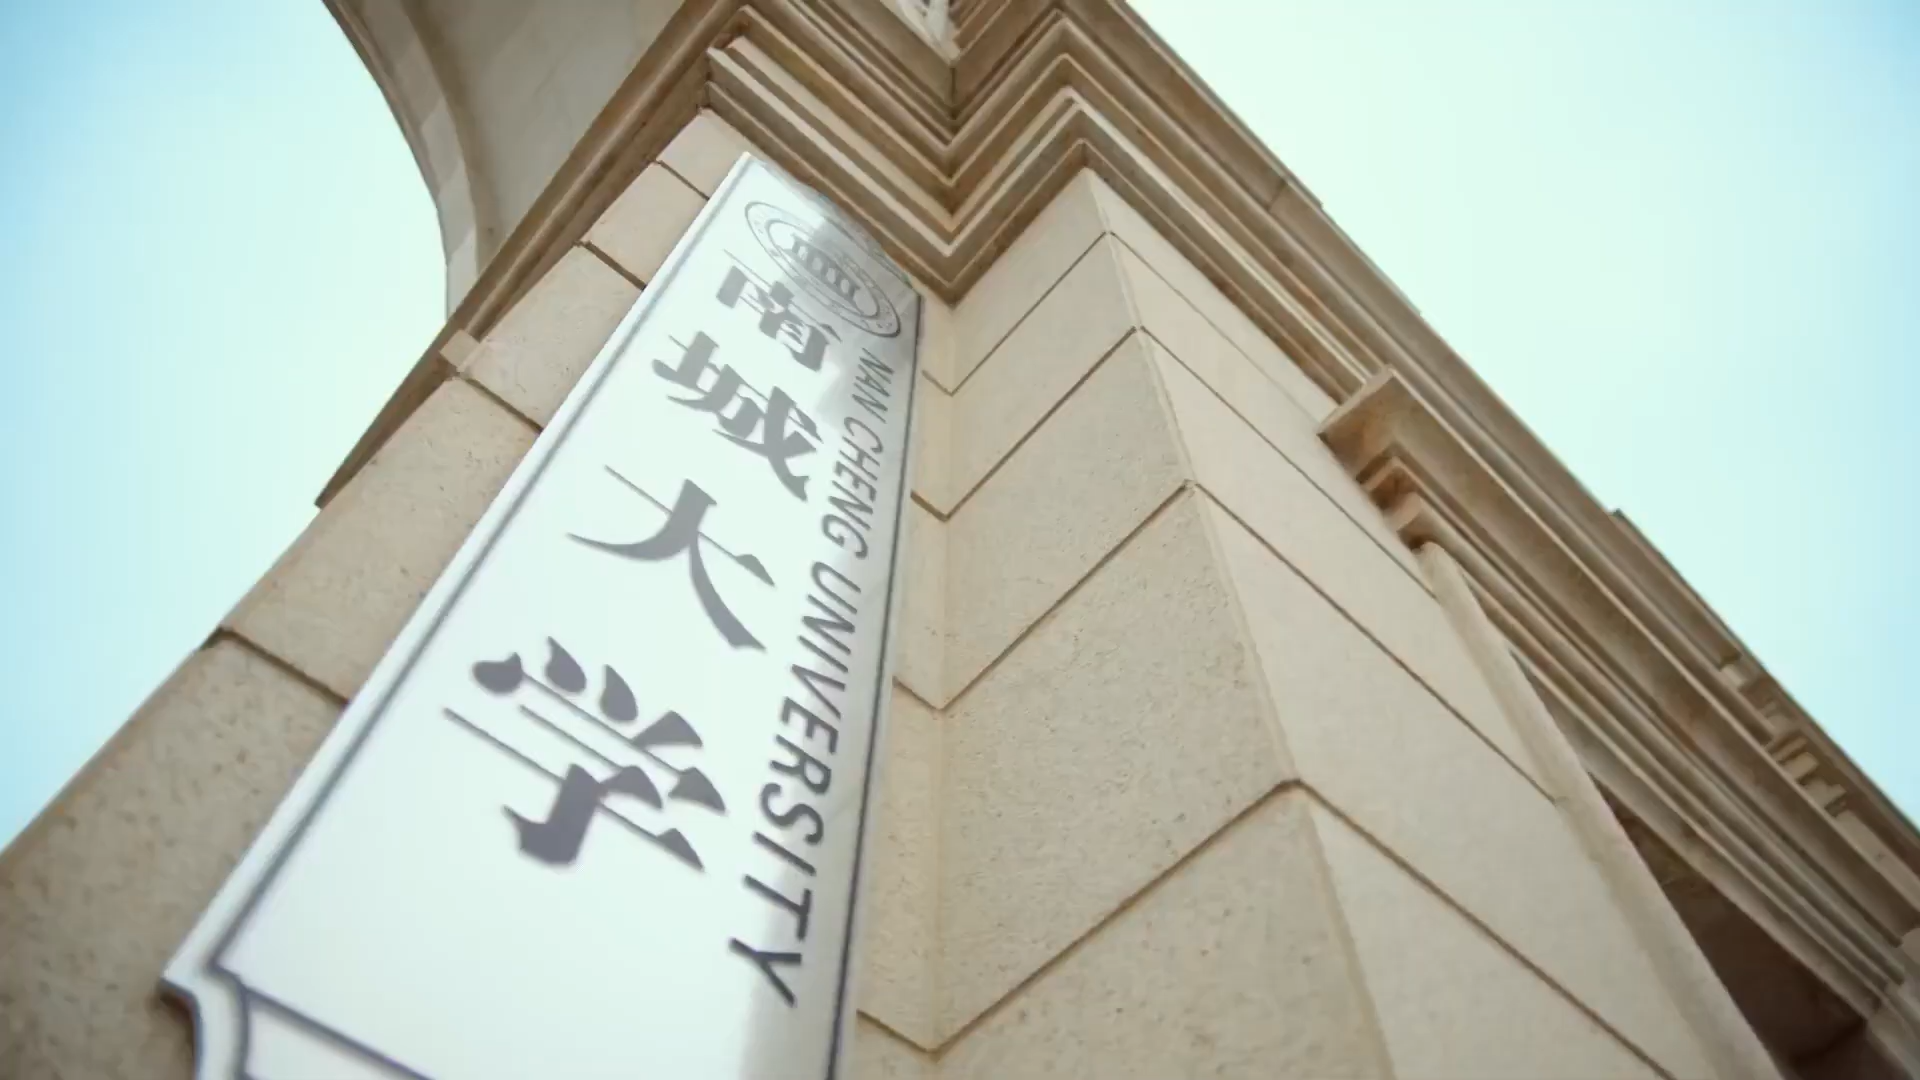 南城大学
NAN CHENG UNIVERSITY